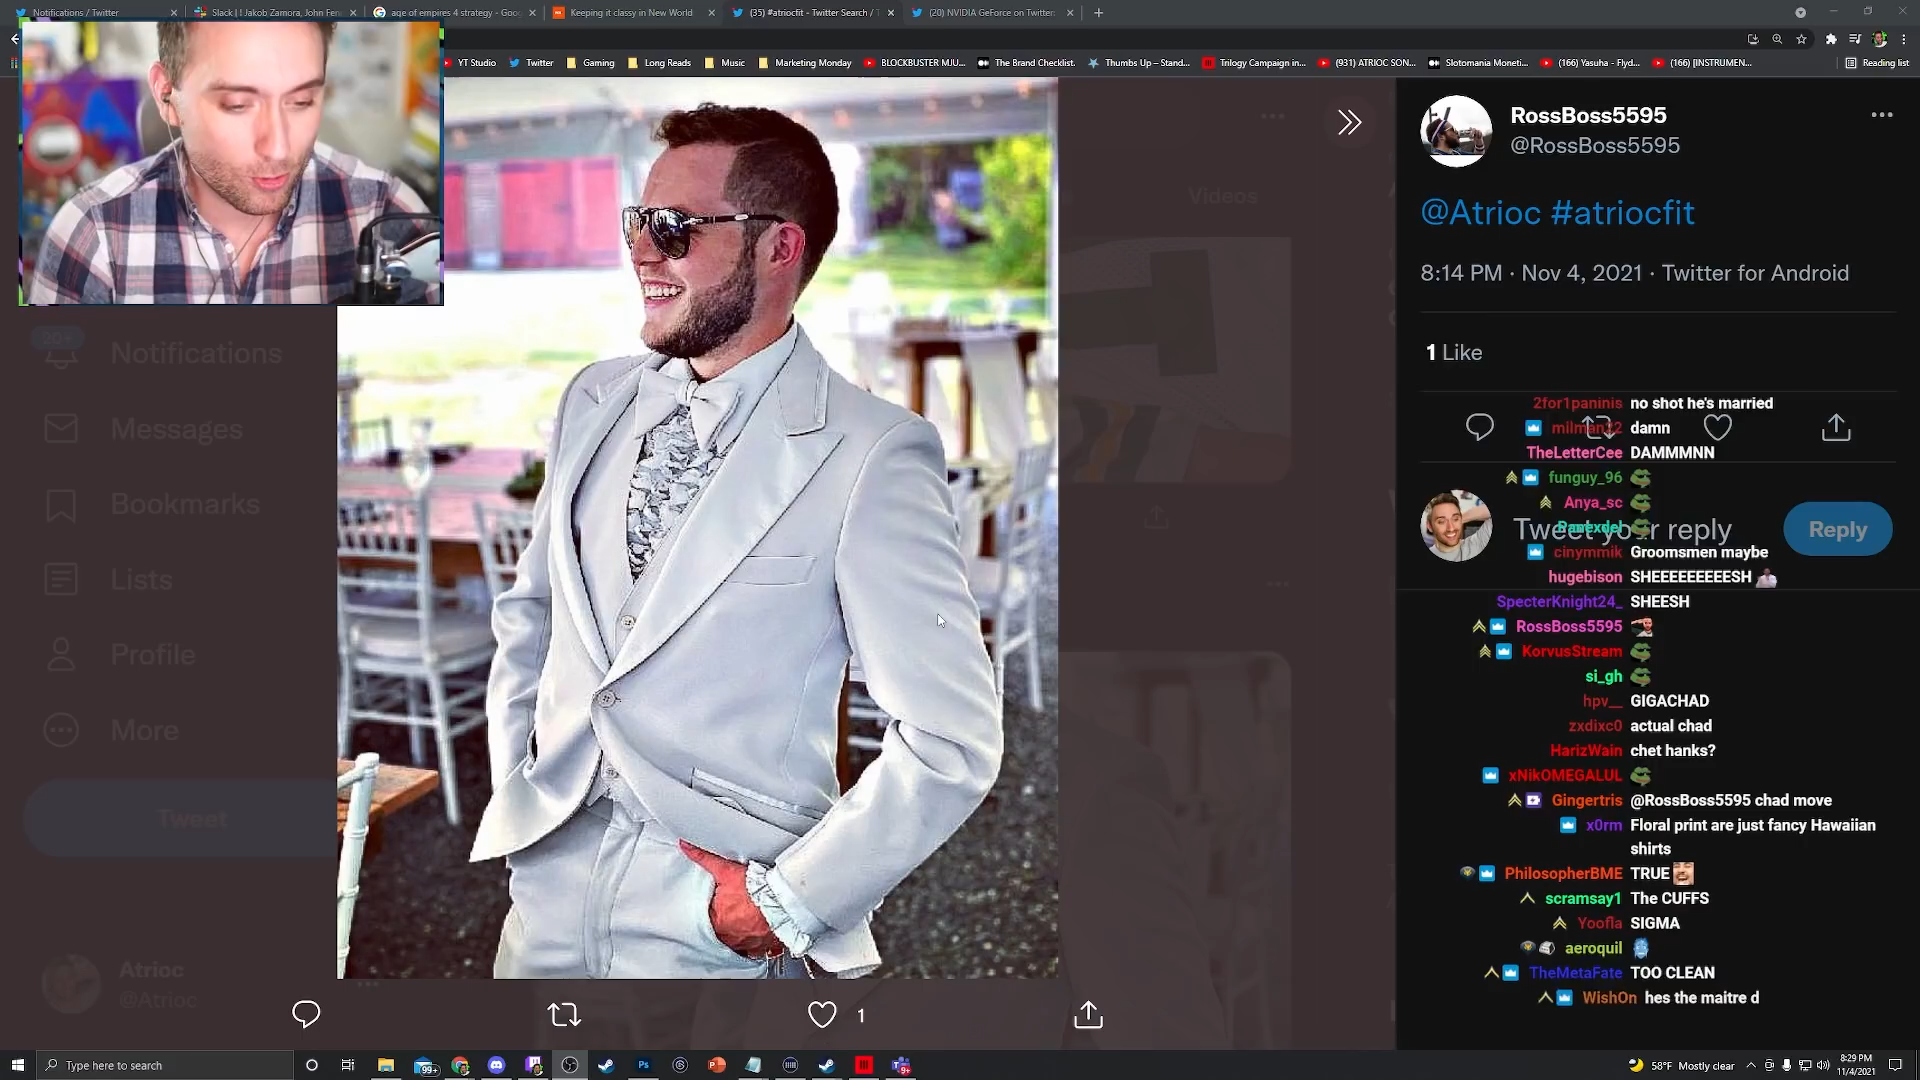 Notifications / Twitter
Slack | ! Jakob Zamora, John Fer
age of empires 4 strategy - Goo
Keeping it classy in New World
(35) #atriocfit - Twitter Search / T
(20) NVIDIA GeForce on Twitter:
YT Studio
Twitter
Gaming
Long Reads
Music
Marketing Monday
BLOCKBUSTER MJU...
The Brand Checklist.
Thumbs Up – Stand...
Trilogy Campaign in...
(931) ATRIOC SON...
Slotomania Moneti...
(166) Yasuha - Flyd...
(166) [INSTRUMEN...
Reading list
20+
Notifications
Messages
Bookmarks
Lists
Profile
More
Tweet
Atrioc
@Atrioc
Videos
1
RossBoss5595
@RossBoss5595
@Atrioc #atriocfit
8:14 PM · Nov 4, 2021 · Twitter for Android
1 Like
Tweet your reply
Reply
2for1paninis no shot he's married
milman22 damn
TheLetterCee DAMMMNN
funguy_96
Anya_sc
cinymmik Groomsmen maybe
hugebison SHEEEEEEEEESH
SpecterKnight24_ SHEESH
RossBoss5595
KorvusStream
si_gh
hpv__ GIGACHAD
zxdixc0 actual chad
HarizWain chet hanks?
xNikOMEGALUL
Gingertris @RossBoss5595 chad move
x0rm Floral print are just fancy Hawaiian
shirts
PhilosopherBME TRUE
scramsay1 The CUFFS
Yoofla SIGMA
aeroquil
TheMetaFate TOO CLEAN
WishOn hes the maitre d
Type here to search
99+
9+
58°F Mostly clear
8:29 PM
11/4/2021